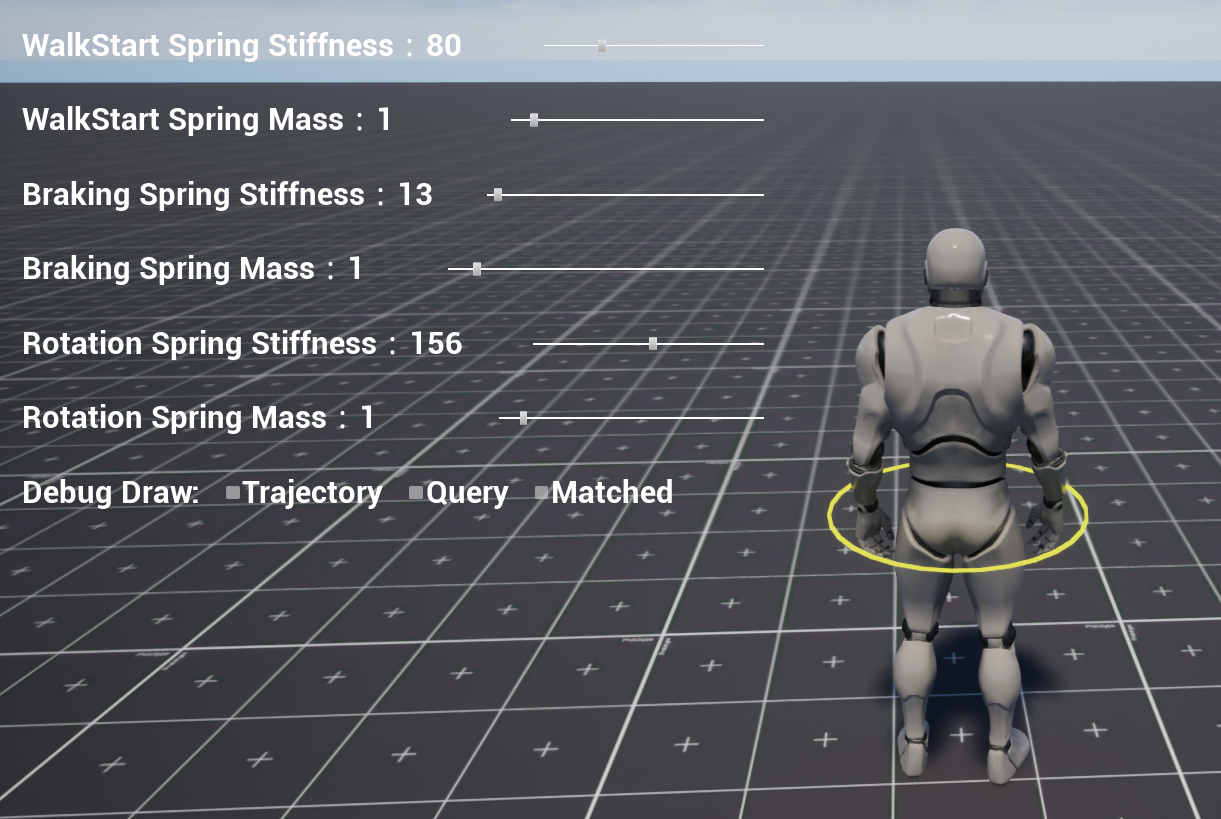 WalkStart Spring Stiffness : 80
WalkStart Spring Mass : 1
Braking Spring Stiffness : 13
Braking Spring Mass : 1
Rotation Spring Stiffness : 156
Rotation Spring Mass : 1
Debug Draw: Trajectory Query Matched